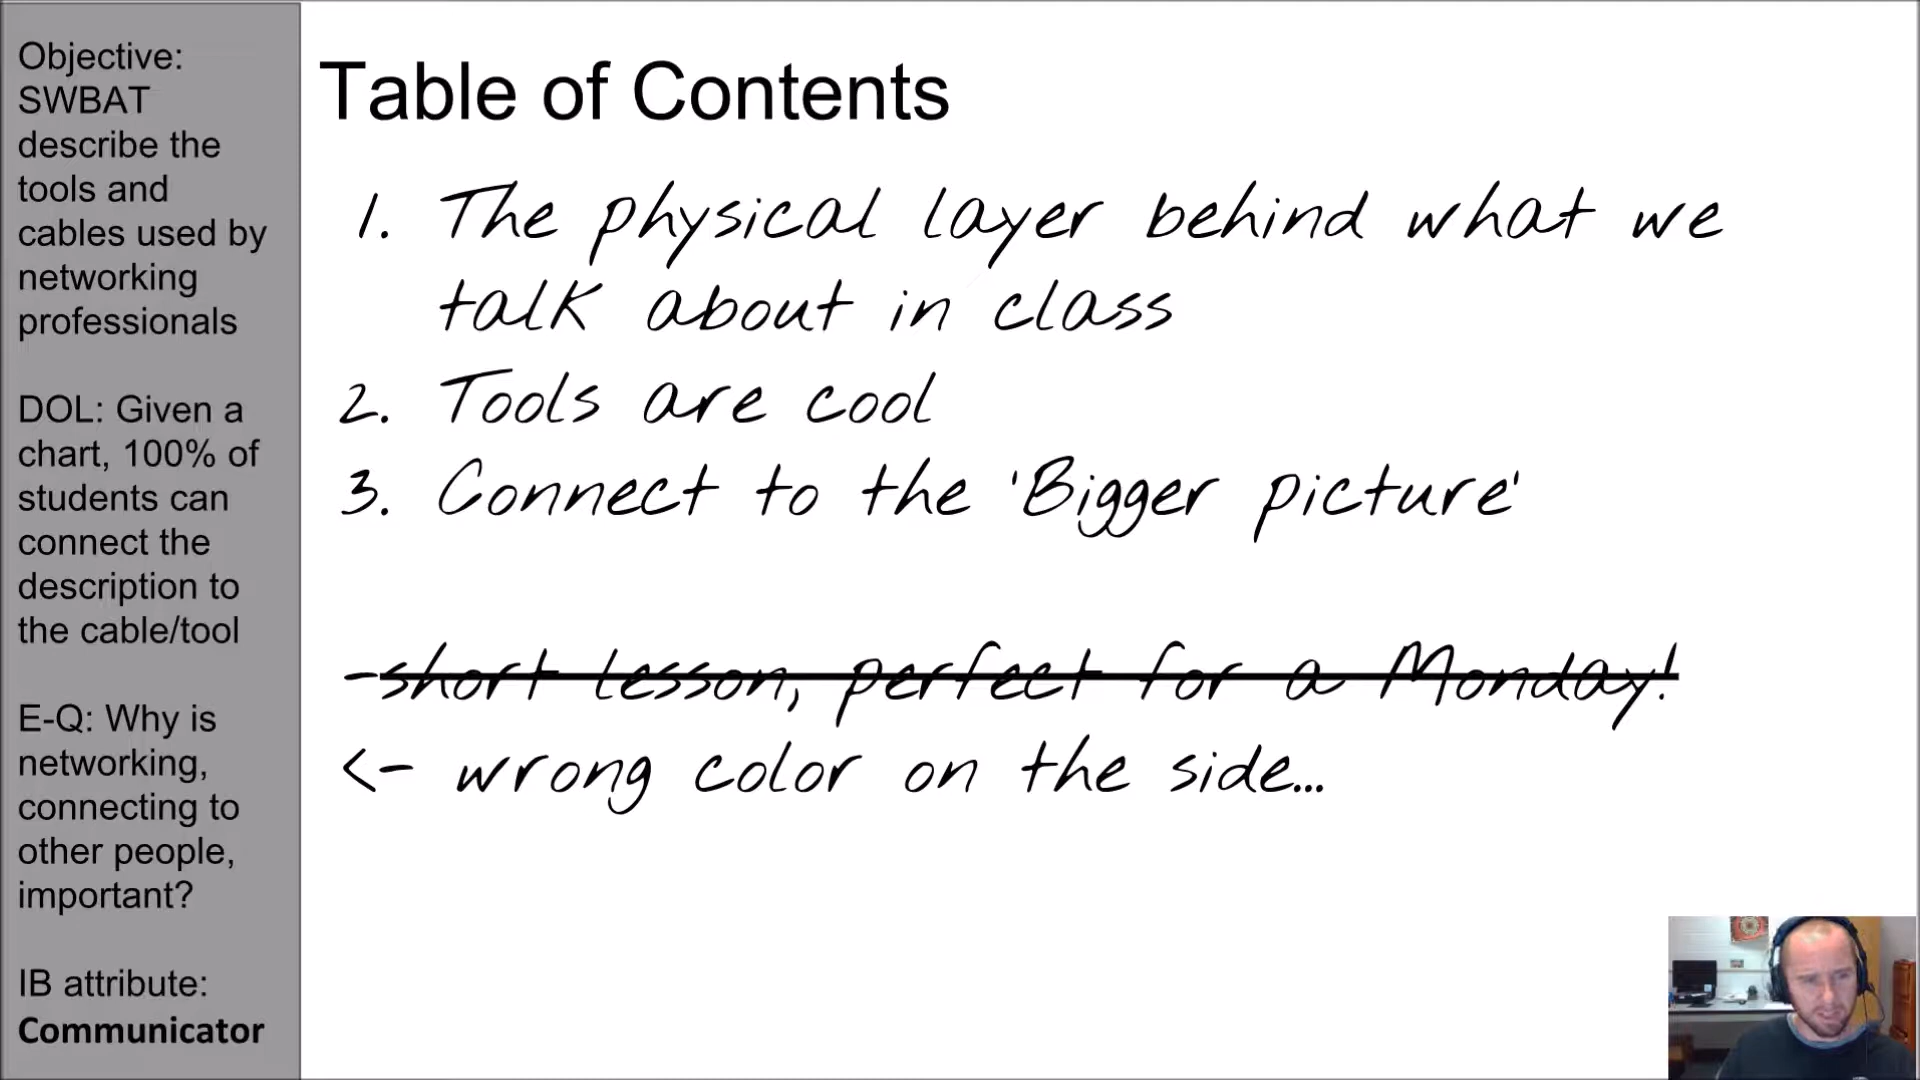 Objective:
SWBAT
describe the
tools and
cables used by
networking
professionals
DOL: Given a
chart, 100% of
students can
connect the
description to
the cable/tool
E-Q: Why is
networking,
connecting to
other people,
important?
IB attribute:
Communicator
Table of Contents
1. The physical layer behind what we
talk about in class
2. Tools are cool
3. Connect to the 'Bigger picture'
-short lesson, perfect for a Monday!
<- wrong color on the side...